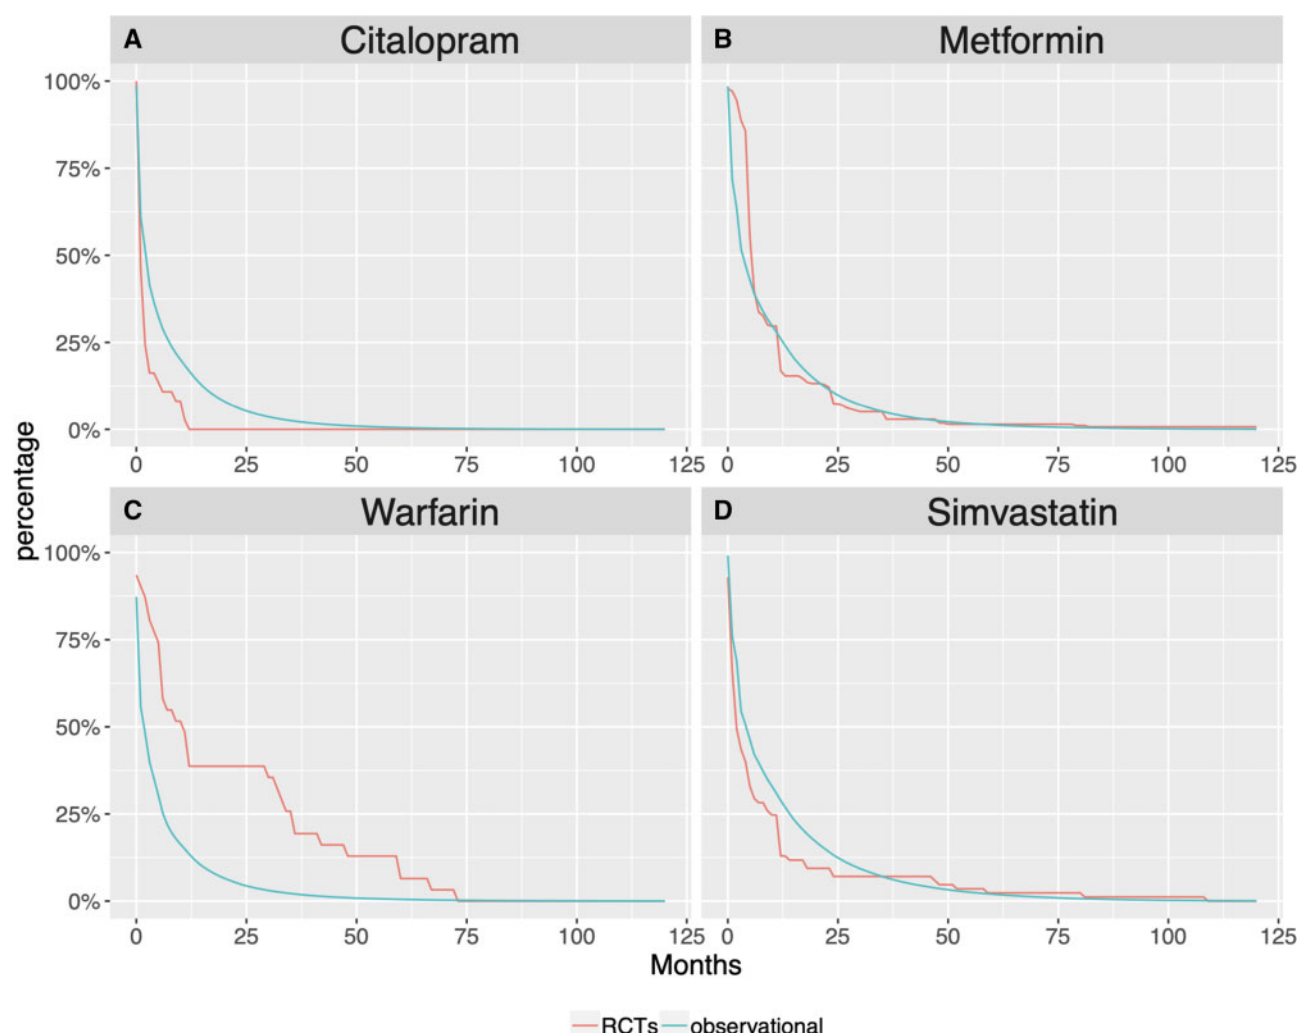 A Citalopram
B Metformin
100%
75%
50%
25%
0%
0 25 50 75 100 125
0 25 50 75 100 125
C Warfarin
D Simvastatin
100%
75%
50%
25%
0%
0 25 50 75 100 125
0 25 50 75 100 125
percentage
Months
RCTs observational